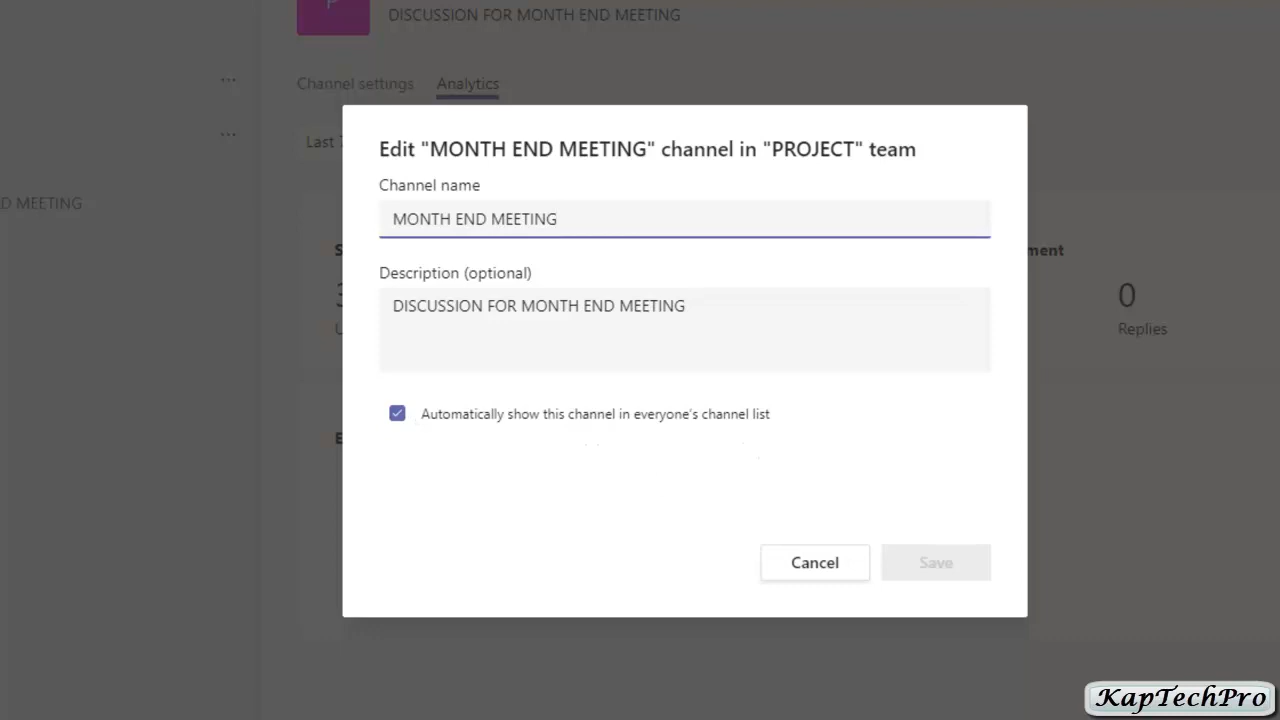 DISCUSSION FOR MONTH END MEETING
Channel settings Analytics
Last
Edit "MONTH END MEETING" channel in "PROJECT" team
Channel name
MONTH END MEETING
MEETING
Description (optional)
DISCUSSION FOR MONTH END MEETING
0
Replies
Automatically show this channel in everyone's channel list
Cancel Save
KapTechPro